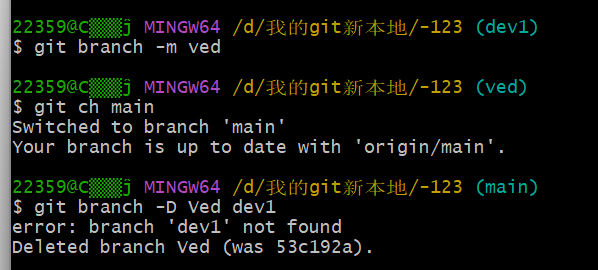 22359@C▒▒▒ĵ MINGW64 /d/我的git新本地/-123 (dev1)
$ git branch -m ved
22359@C▒▒▒ĵ MINGW64 /d/我的git新本地/-123 (ved)
$ git ch main
Switched to branch 'main'
Your branch is up to date with 'origin/main'.
22359@C▒▒▒ĵ MINGW64 /d/我的git新本地/-123 (main)
$ git branch -D Ved dev1
error: branch 'dev1' not found
Deleted branch Ved (was 53c192a).